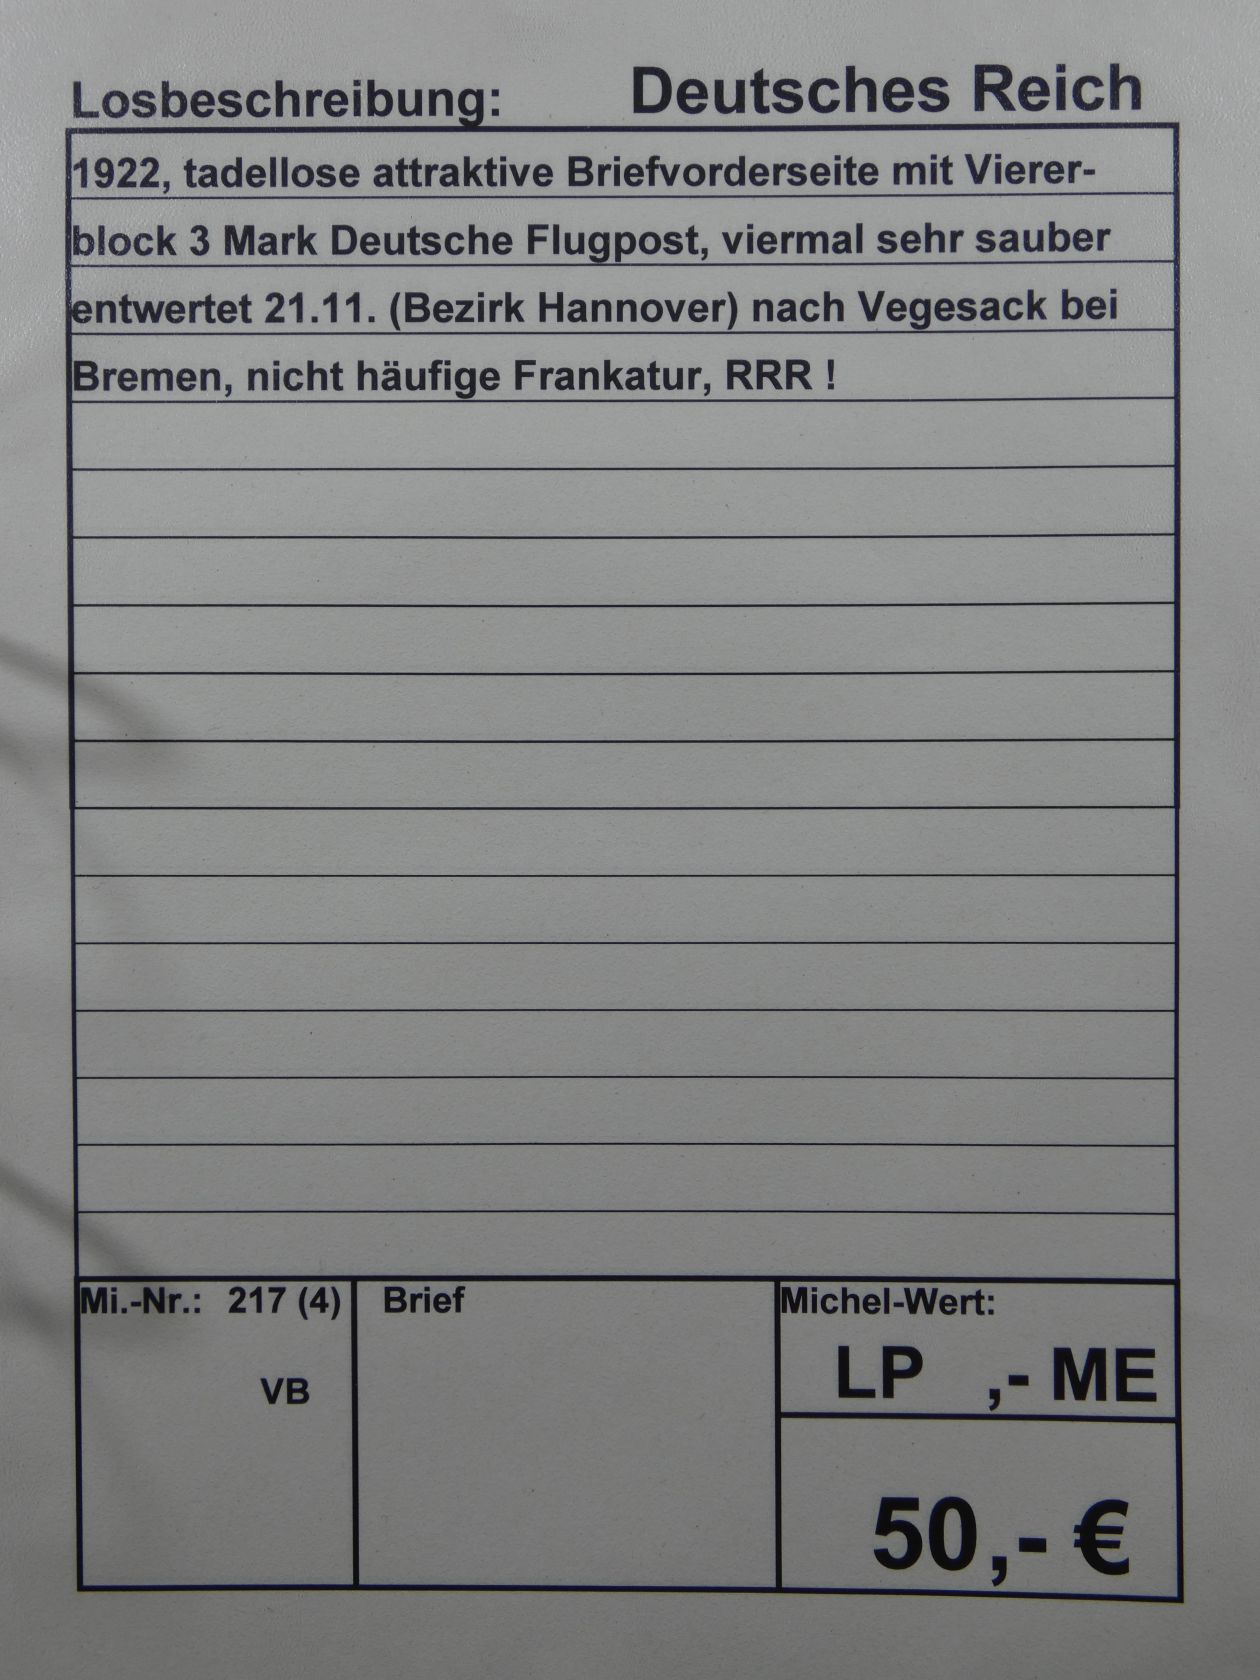 Losbeschreibung: Deutsches Reich
1922, tadellose attraktive Briefvorderseite mit Vierer-
block 3 Mark Deutsche Flugpost, viermal sehr sauber
entwertet 21.11. (Bezirk Hannover) nach Vegesack bei
Bremen, nicht häufige Frankatur, RRR !
Mi.-Nr.: 217 (4) Brief Michel-Wert:
VB LP ,- ME
50,- €